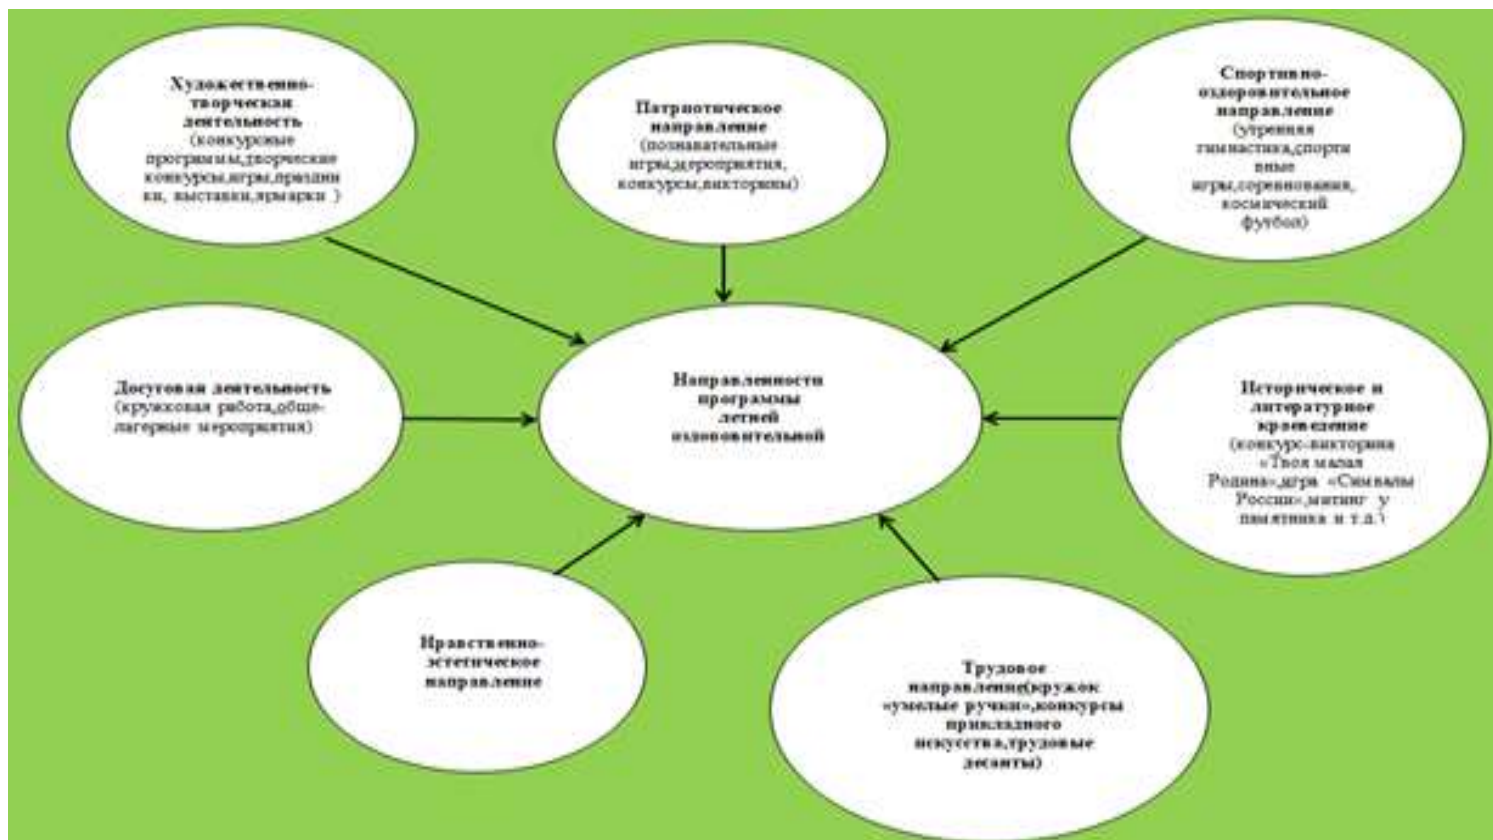 Художественно-
творческая
деятельность
(конкурсные
программы,творческие
конкурсы,игры,праздни
ки, выставки,ярмарки )
Патриотическое
направление
(познавательные
игры,мероприятия,
конкурсы,викторины)
Спортивно-
оздоровительное
направление
(утренняя
гимнастика,спорти
вные
игры,соревнования,
космический
футбол)
Досуговая деятельность
(кружковая работа,обще-
лагерные мероприятия)
Направленности
программы
летней
оздоровительной
Историческое и
литературное
краеведение
(конкурс-викторина
«Твоя малая
Родина»,игра «Символы
России»,митинг у
памятника и т.д.)
Нравственно-
эстетическое
направление
Трудовое
направление(кружок
«умелые ручки»,конкурсы
прикладного
искусства,трудовые
десанты)